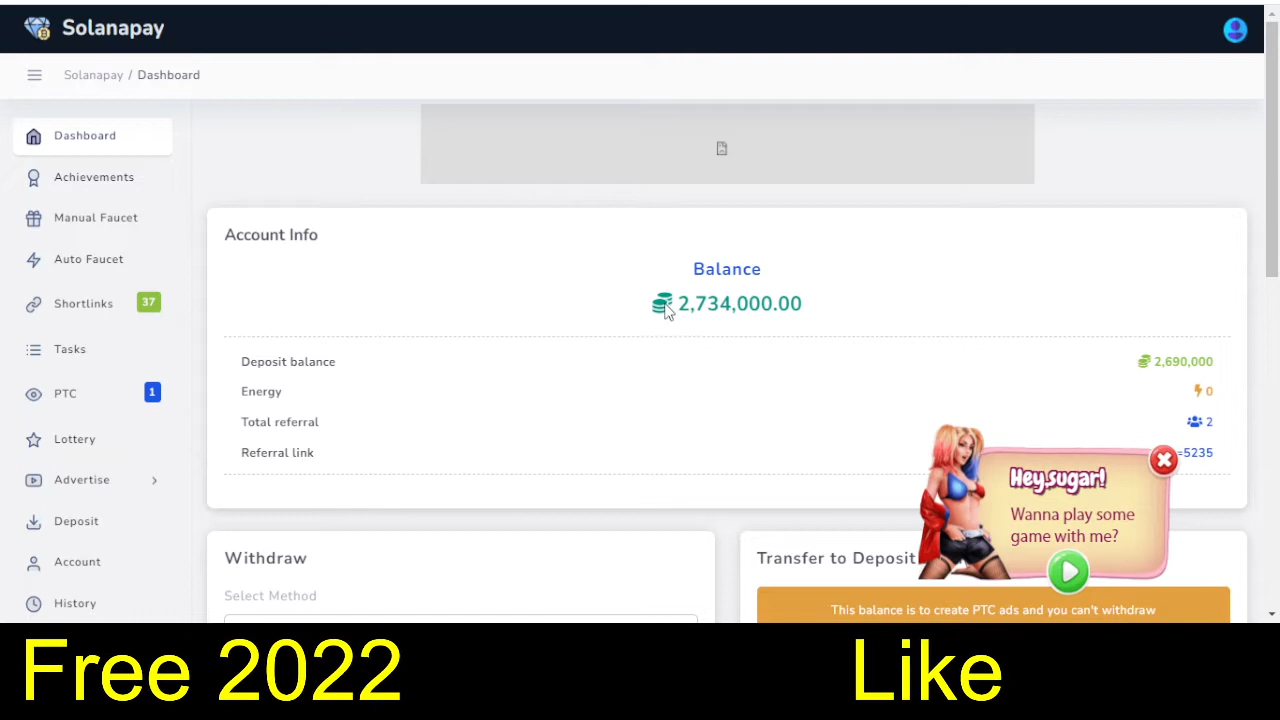 Solanapay
Solanapay / Dashboard
Dashboard
Achievements
Manual Faucet
Auto Faucet
Shortlinks 37
Tasks
PTC 1
Lottery
Advertise
Deposit
Account
History
Account Info
Balance
2,734,000.00
Deposit balance 2,690,000
Energy 0
Total referral 2
Referral link =5235
Hey,sugar!
Wanna play some
game with me?
Withdraw
Select Method
Transfer to Deposit
This balance is to create PTC ads and you can't withdraw
Free 2022 Like